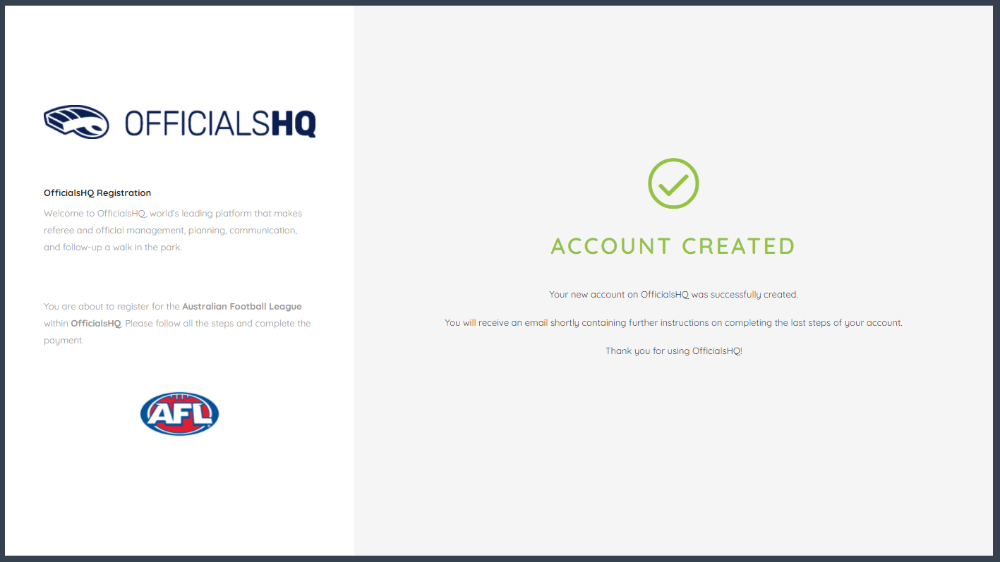 OFFICIALSHQ
OfficialsHQ Registration
Welcome to OfficialsHQ, world's leading platform that makes
referee and official management, planning, communication,
and follow-up a walk in the park.
You are about to register for the Australian Football League
within OfficialsHQ. Please follow all the steps and complete the
payment.
AFL
ACCOUNT CREATED
Your new account on OfficialsHQ was successfully created.
You will receive an email shortly containing further instructions on completing the last steps of your account.
Thank you for using OfficialsHQ!